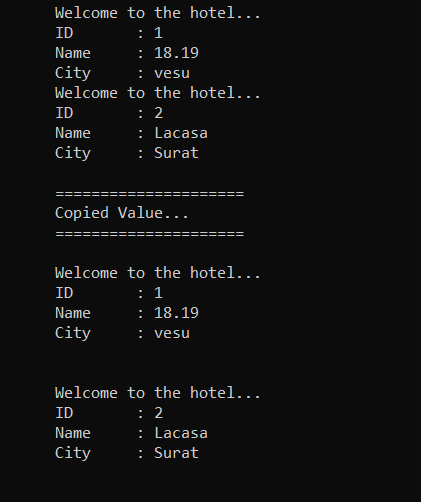 Welcome to the hotel...
ID       : 1
Name     : 18.19
City     : vesu
Welcome to the hotel...
ID       : 2
Name     : Lacasa
City     : Surat
=====================
Copied Value...
=====================
Welcome to the hotel...
ID       : 1
Name     : 18.19
City     : vesu
Welcome to the hotel...
ID       : 2
Name     : Lacasa
City     : Surat